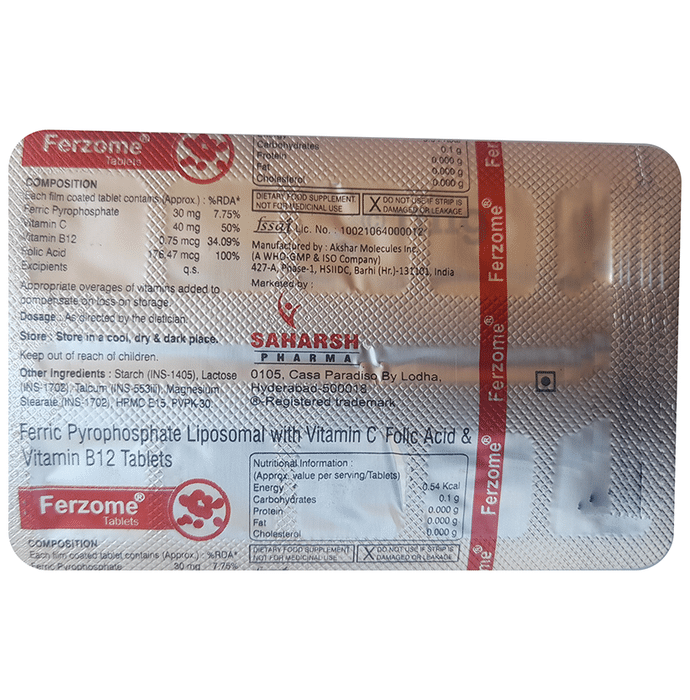 Ferzome®
Tablets
Carbohydrates 0.1 g
Protein 0.000 g
Fat 0.000 g
Cholesterol 0.000 g
COMPOSITION
Each film coated tablet contains (Approx.) : %RDA*
Ferric Pyrophosphate 30 mg 7.75%
Vitamin C 40 mg 50%
Vitamin B12 0.75 mcg 34.09%
Folic Acid 76.47 mcg 100%
Excipients q.s.
Appropriate overages of vitamins added to
compensate on loss on storage.
Dosage : As directed by the dietician.
Store : Store in a cool, dry & dark place.
Keep out of reach of children.
Other Ingredients : Starch (INS-1405), Lactose
(INS-1702), Talcum (INS-553iii), Magnesium
Stearate (INS-1702), HPMC E15, PVPK-30
DIETARY FOOD SUPPLEMENT
NOT FOR MEDICINAL USE
X DO NOT USE IF STRIP IS
DAMAGED OR LEAKAGE
fssai Lic. No. : 10021064000012
Manufactured by : Akshar Molecules Inc.
(A WHO-GMP & ISO Company)
427-A, Phase-1, HSIIDC, Barhi (Hr.)-131101, India
Marketed by :
SAHARSH
PHARMA
0105, Casa Paradiso By Lodha,
Hyderabad-500018
®-Registered trademark
Ferzome®
Ferzome®
Ferzome®
Ferric Pyrophosphate Liposomal with Vitamin C Folic Acid &
Vitamin B12 Tablets
Ferzome®
Tablets
Nutritional Information :
(Approx. value per serving/Tablets)
Energy 0.54 Kcal
Carbohydrates 0.1 g
Protein 0.000 g
Fat 0.000 g
Cholesterol 0.000 g
COMPOSITION
Each film coated tablet contains (Approx.) : %RDA*
Ferric Pyrophosphate 30 mg 7.75%
DIETARY FOOD SUPPLEMENT
NOT FOR MEDICINAL USE
X DO NOT USE IF STRIP IS
DAMAGED OR LEAKAGE